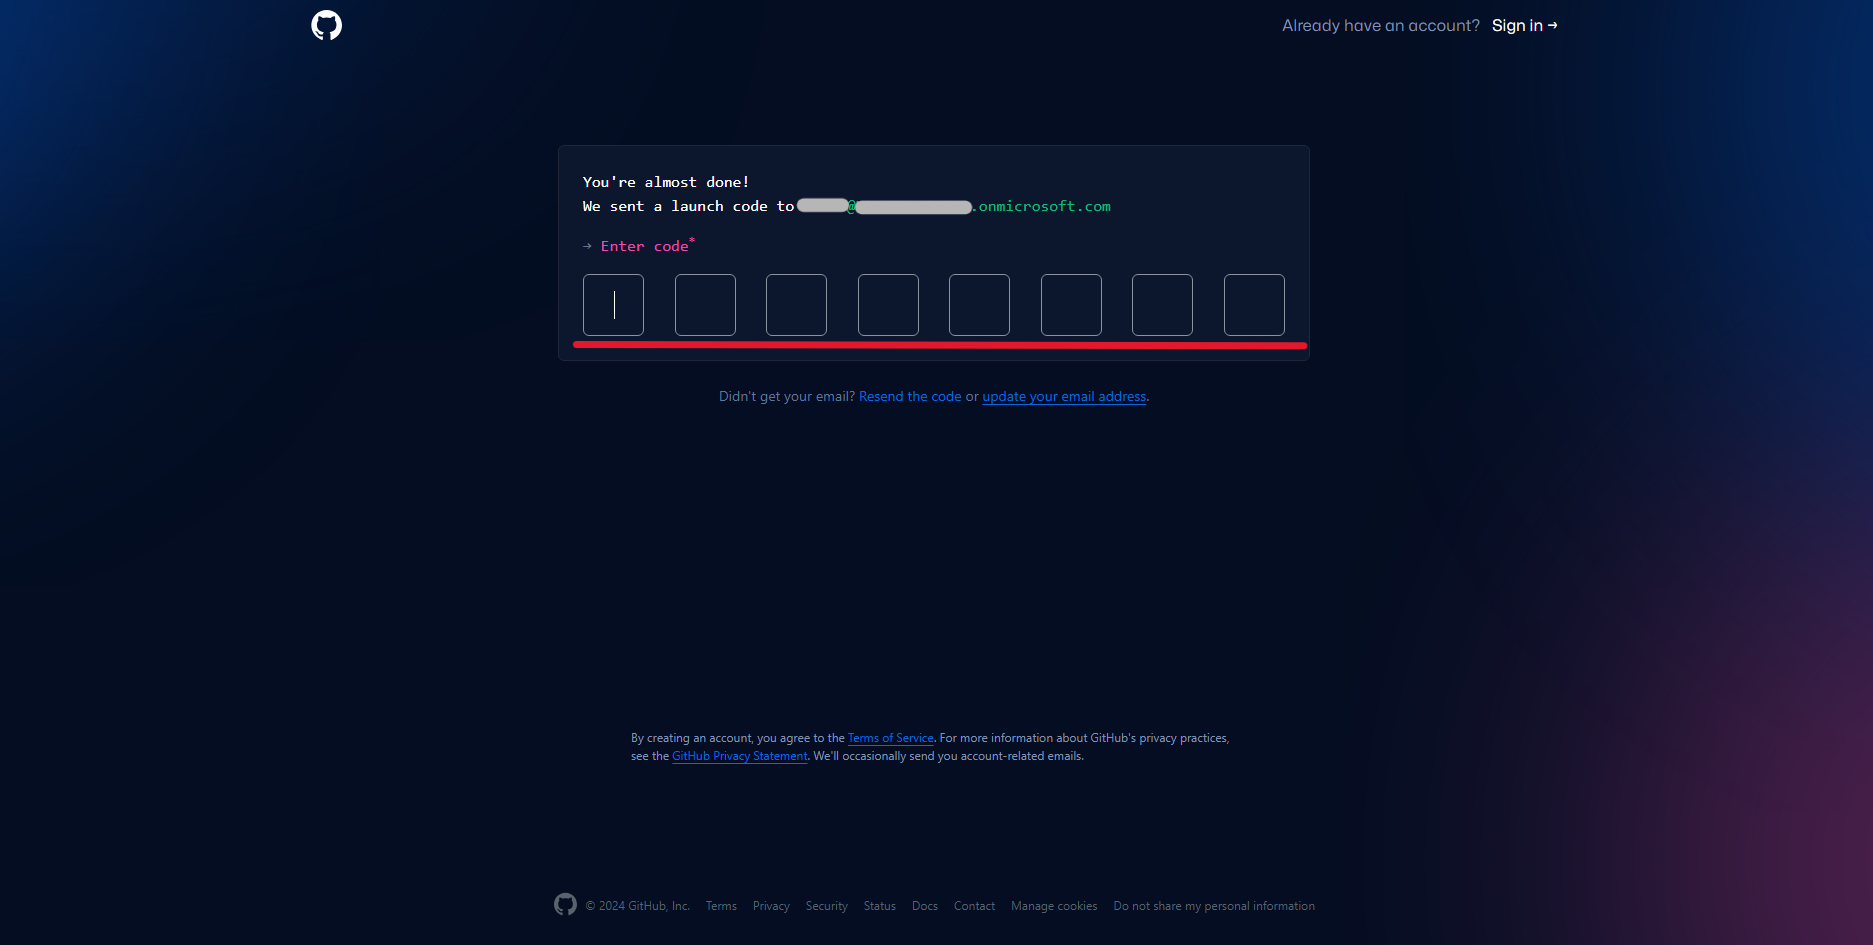 Already have an account? Sign in →
You're almost done!
We sent a launch code to @ .onmicrosoft.com
→ Enter code*
Didn't get your email? Resend the code or update your email address.
By creating an account, you agree to the Terms of Service. For more information about GitHub's privacy practices,
see the GitHub Privacy Statement. We'll occasionally send you account-related emails.
© 2024 GitHub, Inc. Terms Privacy Security Status Docs Contact Manage cookies Do not share my personal information